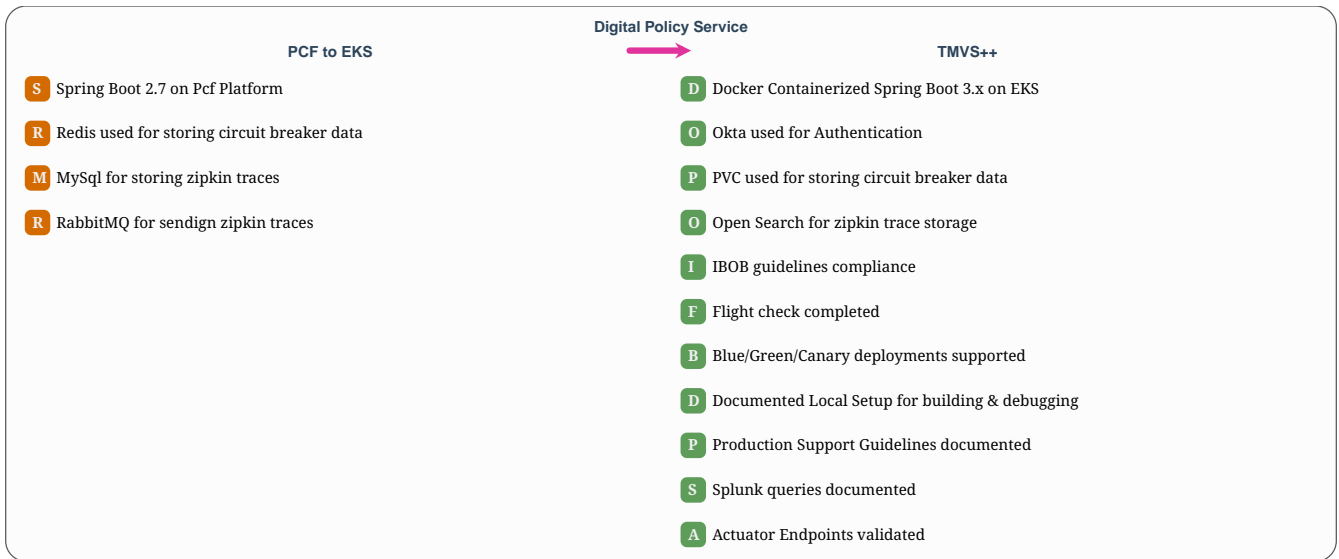 Digital Policy Service
PCF to EKS
TMVS++
S Spring Boot 2.7 on Pcf Platform
R Redis used for storing circuit breaker data
M MySql for storing zipkin traces
R RabbitMQ for sendign zipkin traces
D Docker Containerized Spring Boot 3.x on EKS
O Okta used for Authentication
P PVC used for storing circuit breaker data
O Open Search for zipkin trace storage
I IBOB guidelines compliance
F Flight check completed
B Blue/Green/Canary deployments supported
D Documented Local Setup for building & debugging
P Production Support Guidelines documented
S Splunk queries documented
A Actuator Endpoints validated